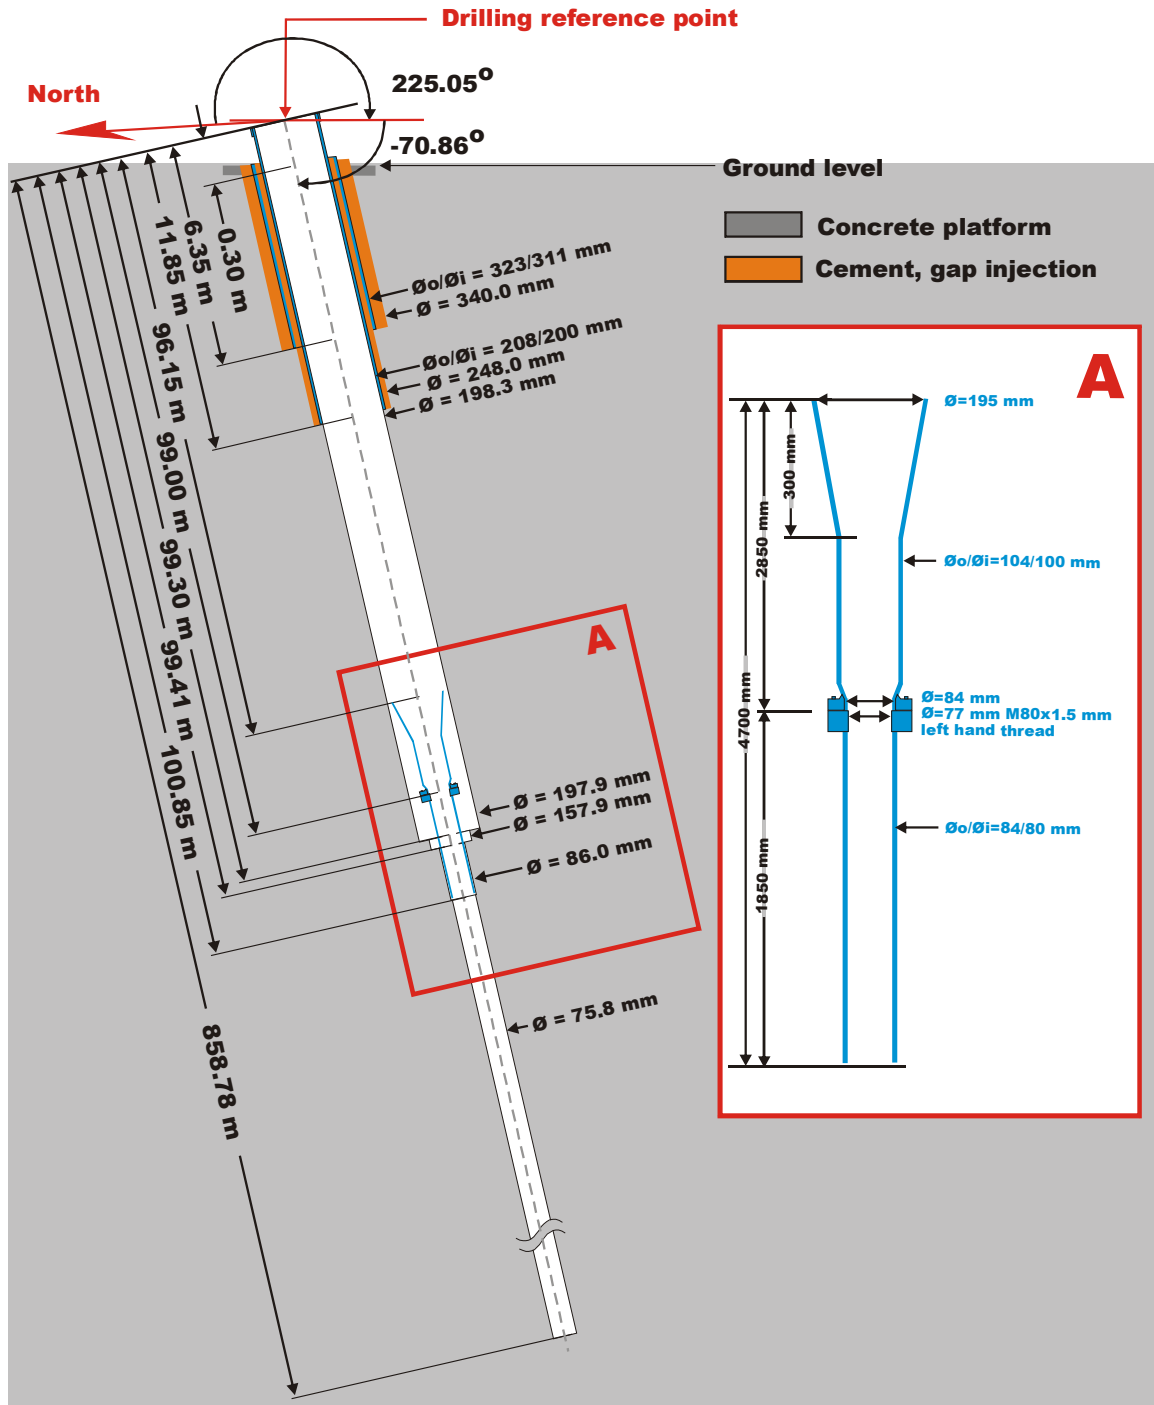 Drilling reference point
225.05°
North
-70.86°
Ground level
Concrete platform
Cement, gap injection
0.30 m
6.35 m
11.85 m
96.15 m
99.00 m
99.30 m
99.41 m
100.85 m
858.78 m
Øo/Øi = 323/311 mm
Ø = 340.0 mm
Øo/Øi = 208/200 mm
Ø = 248.0 mm
Ø = 198.3 mm
A
Ø = 197.9 mm
Ø = 157.9 mm
Ø = 86.0 mm
Ø = 75.8 mm
A
Ø=195 mm
300 mm
2850 mm
Øo/Øi=104/100 mm
4700 mm
Ø=84 mm
Ø=77 mm M80x1.5 mm
left hand thread
Øo/Øi=84/80 mm
1850 mm